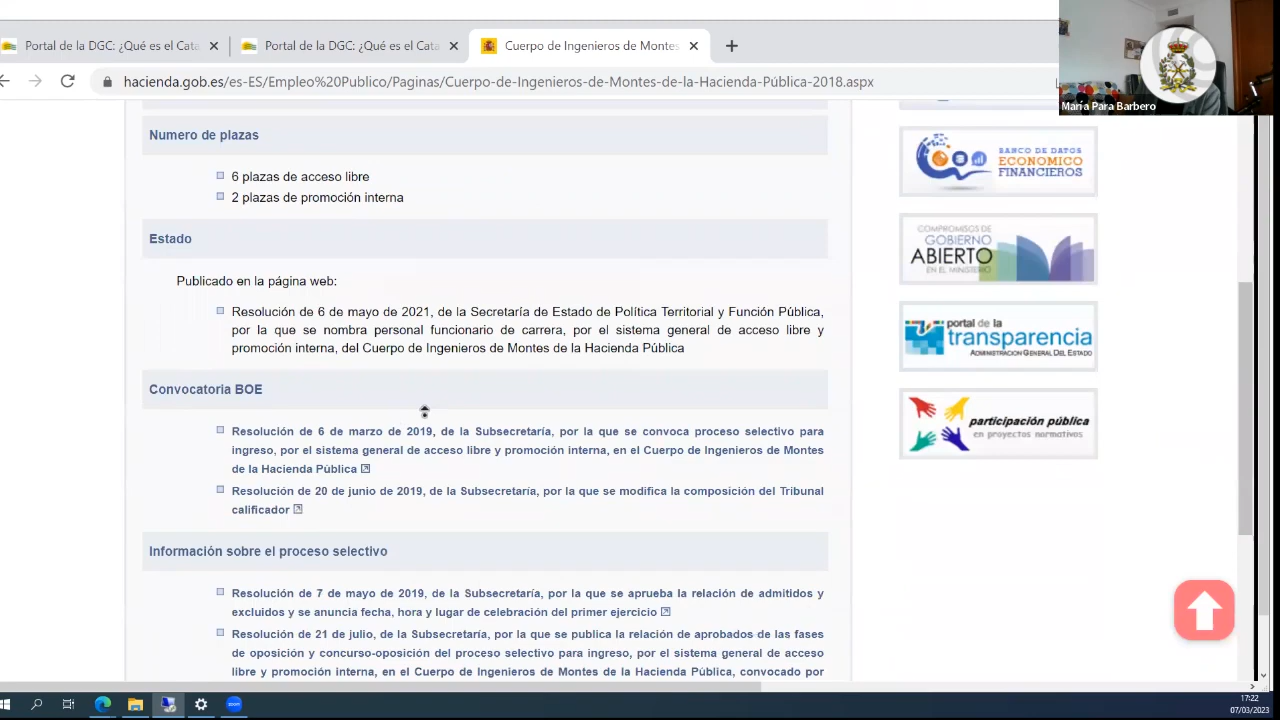 Portal de la DGC: ¿Qué es el Cata
Portal de la DGC: ¿Qué es el Cata
Cuerpo de Ingenieros de Montes
hacienda.gob.es/es-ES/Empleo%20Publico/Paginas/Cuerpo-de-Ingenieros-de-Montes-de-la-Hacienda-Pública-2018.aspx
María Para Barbero
Numero de plazas
6 plazas de acceso libre
2 plazas de promoción interna
Estado
Publicado en la página web:
Resolución de 6 de mayo de 2021, de la Secretaría de Estado de Política Territorial y Función Pública,
por la que se nombra personal funcionario de carrera, por el sistema general de acceso libre y
promoción interna, del Cuerpo de Ingenieros de Montes de la Hacienda Pública
Convocatoria BOE
Resolución de 6 de marzo de 2019, de la Subsecretaría, por la que se convoca proceso selectivo para
ingreso, por el sistema general de acceso libre y promoción interna, en el Cuerpo de Ingenieros de Montes
de la Hacienda Pública
Resolución de 20 de junio de 2019, de la Subsecretaría, por la que se modifica la composición del Tribunal
calificador
Información sobre el proceso selectivo
Resolución de 7 de mayo de 2019, de la Subsecretaría, por la que se aprueba la relación de admitidos y
excluidos y se anuncia fecha, hora y lugar de celebración del primer ejercicio
Resolución de 21 de julio, de la Subsecretaría, por la que se publica la relación de aprobados de las fases
de oposición y concurso-oposición del proceso selectivo para ingreso, por el sistema general de acceso
libre y promoción interna, en el Cuerpo de Ingenieros de Montes de la Hacienda Pública, convocado por
BANCO DE DATOS
ECONOMICO
FINANCIEROS
COMPROMISOS DE
GOBIERNO
ABIERTO
EN EL MINISTERIO
portal de la
transparencia
ADMINISTRACION GENERAL DEL ESTADO
participación pública
en proyectos normativos
17:22
07/03/2023